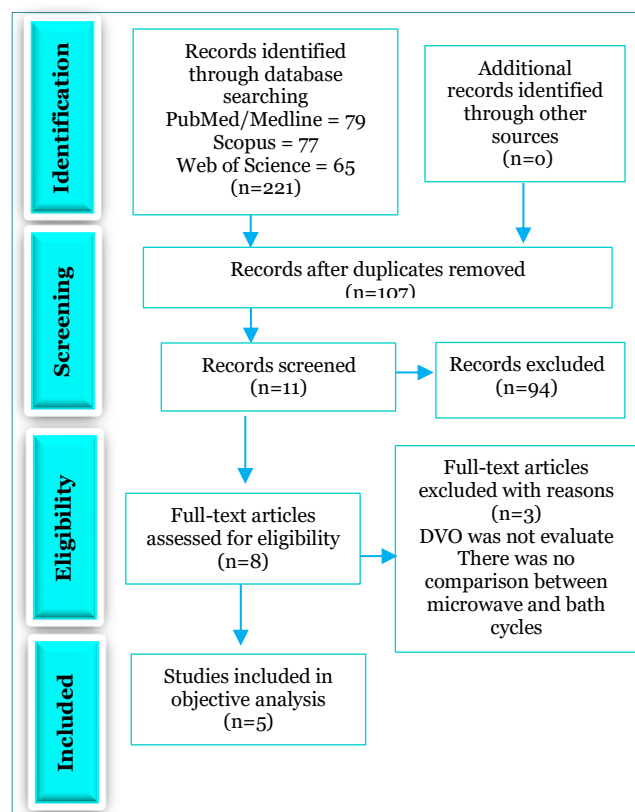 Identification
Records identified
through database
searching
PubMed/Medline = 79
Scopus = 77
Web of Science = 65
(n=221)
Additional
records identified
through other
sources
(n=0)
Screening
Records after duplicates removed
(n=107)
Records screened
(n=11)
Records excluded
(n=94)
Eligibility
Full-text articles
assessed for eligibility
(n=8)
Full-text articles
excluded with reasons
(n=3)
DVO was not evaluate
There was no
comparison between
microwave and bath
cycles
Included
Studies included in
objective analysis
(n=5)